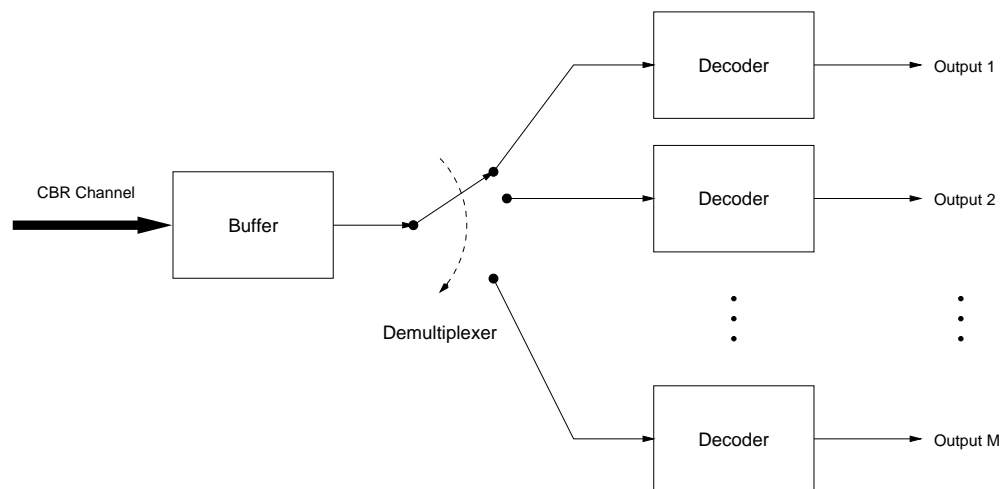 Decoder
Output 1
CBR Channel
Buffer
Decoder
Output 2
Demultiplexer
Decoder
Output M